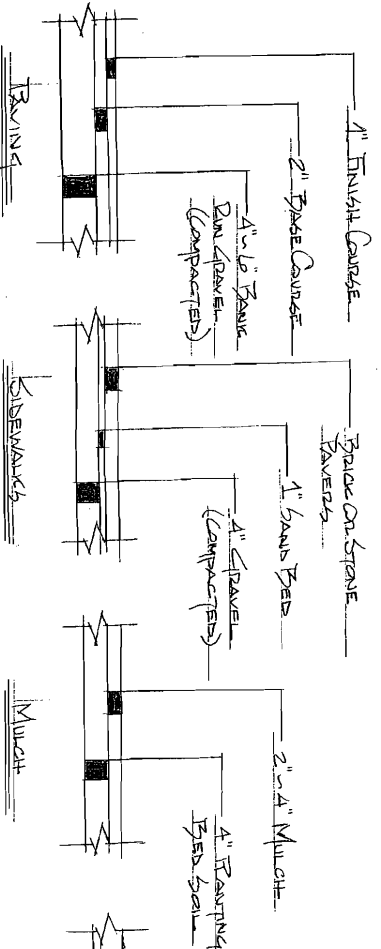 1" FINISH COURSE
2" BASE COURSE
4" ~ 6" BANK
RUN GRAVEL
(COMPACTED)
PAVING
BRICK OR STONE
PAVERS
1" SAND BED
4" GRAVEL
(COMPACTED)
SIDEWALKS
2" ~ 4" MULCH
4" PLANTING
BED SOIL
MULCH